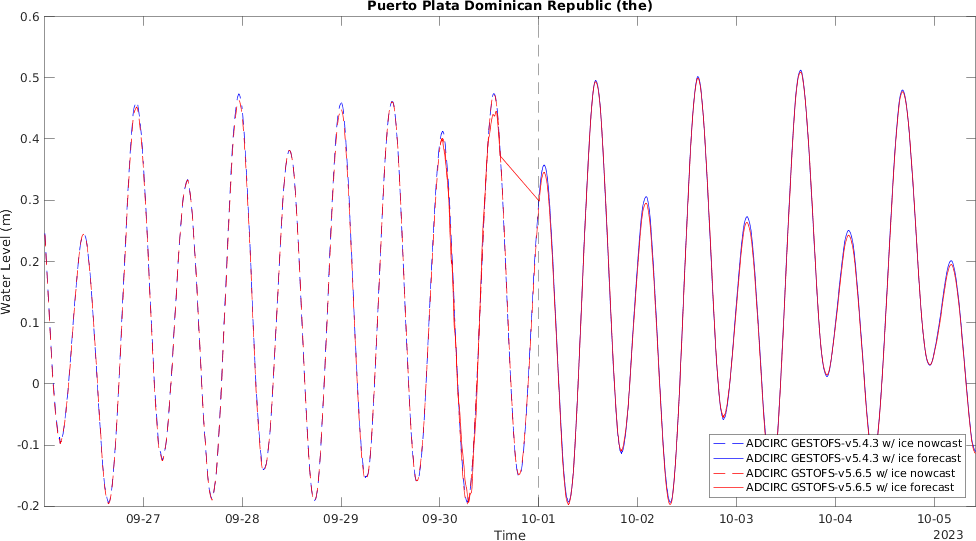 Puerto Plata Dominican Republic (the)
0.6
0.5
0.4
0.3
0.2
0.1
0
-0.1
-0.2
Water Level (m)
ADCIRC GESTOFS-v5.4.3 w/ ice nowcast
ADCIRC GESTOFS-v5.4.3 w/ ice forecast
ADCIRC GSTOFS-v5.6.5 w/ ice nowcast
ADCIRC GSTOFS-v5.6.5 w/ ice forecast
09-27 09-28 09-29 09-30 10-01 10-02 10-03 10-04 10-05
Time
2023